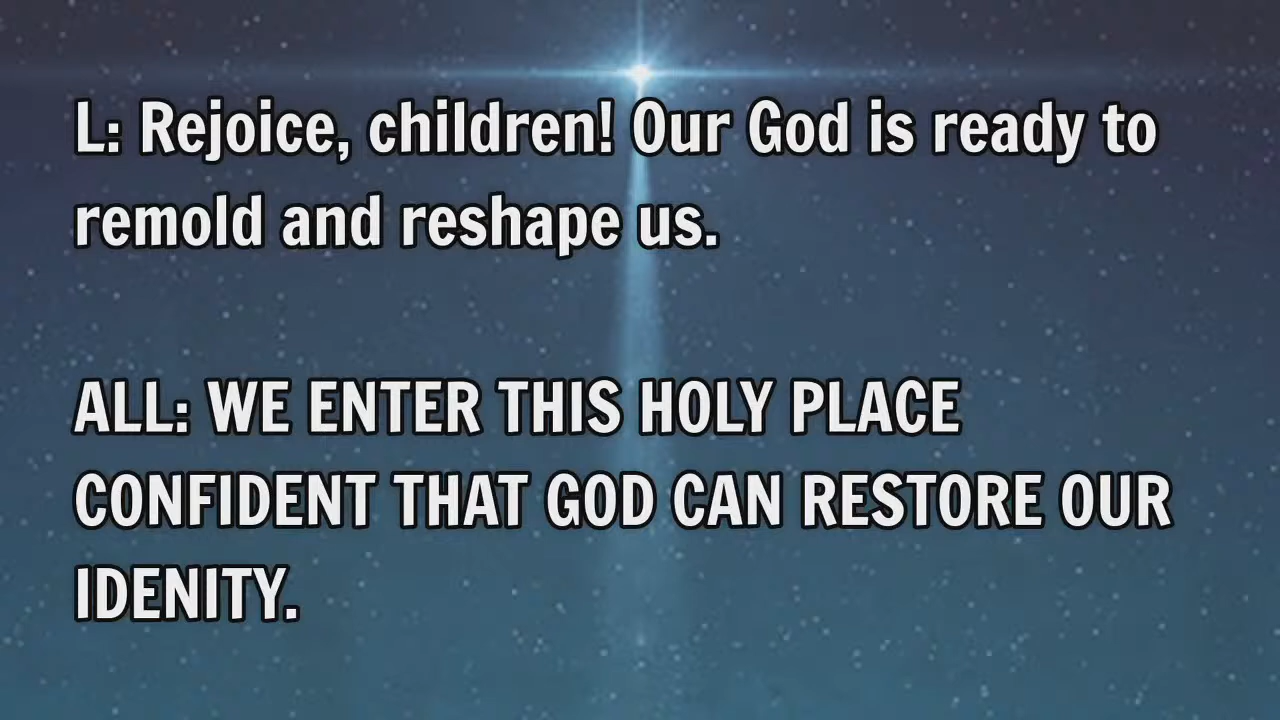 L: Rejoice, children! Our God is ready to
remold and reshape us.
ALL: WE ENTER THIS HOLY PLACE
CONFIDENT THAT GOD CAN RESTORE OUR
IDENITY.